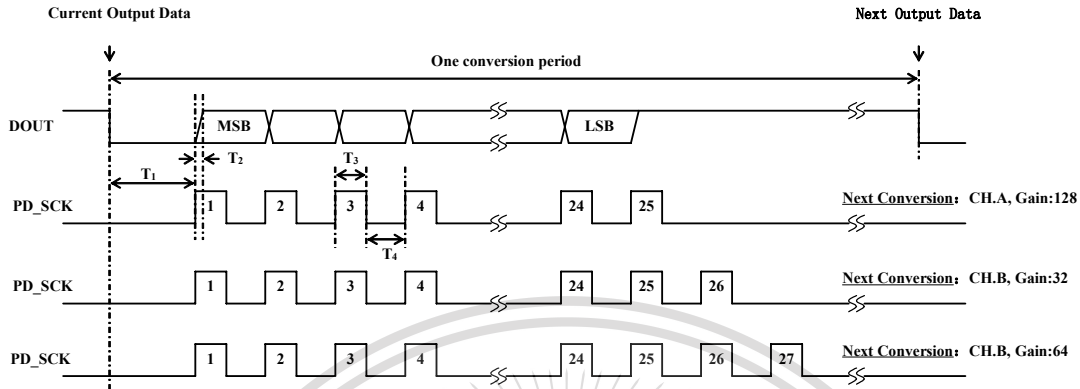 Current Output Data
Next Output Data
One conversion period
DOUT
MSB
LSB
T2
T3
T1
PD_SCK
1 2 3 4 24 25
Next Conversion: CH.A, Gain:128
T4
PD_SCK
1 2 3 4 24 25 26
Next Conversion: CH.B, Gain:32
PD_SCK
1 2 3 4 24 25 26 27
Next Conversion: CH.B, Gain:64